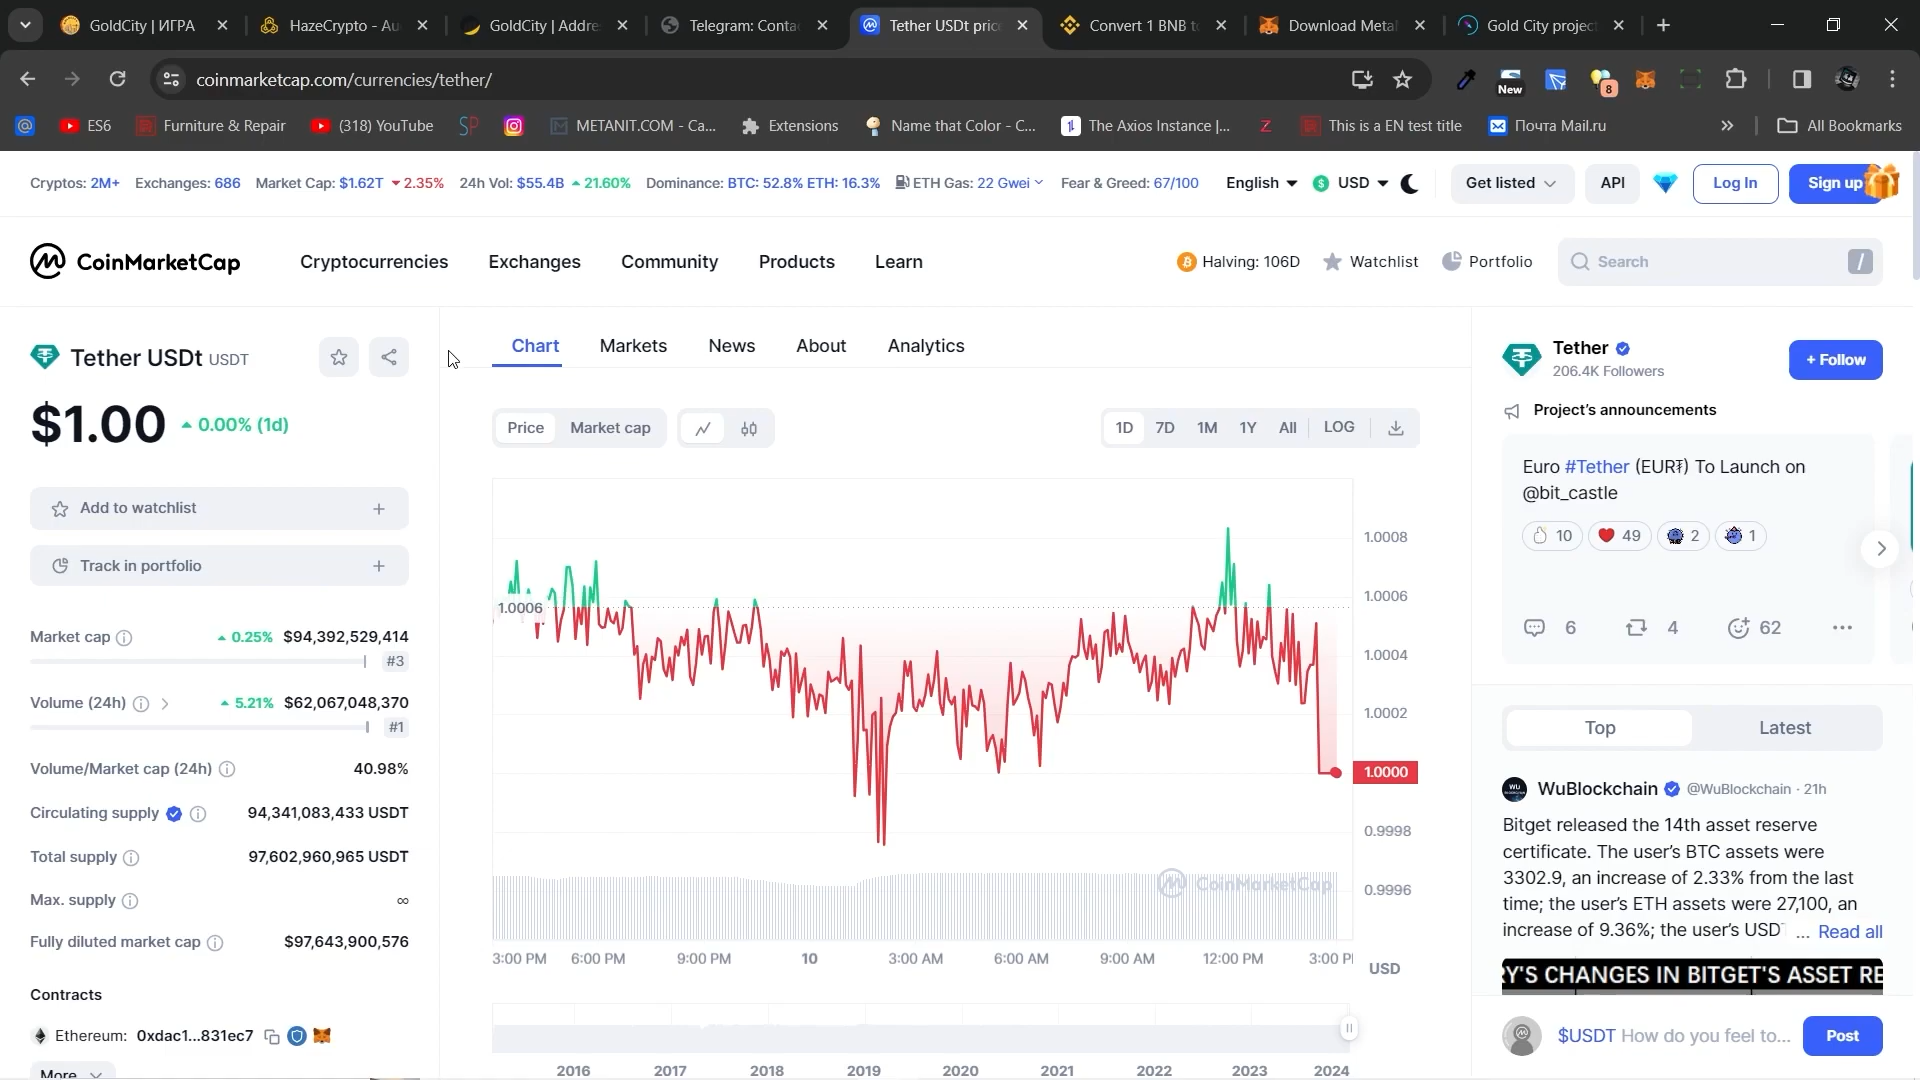 GoldCity | ИГРА
HazeCrypto - Au
GoldCity | Addre
Telegram: Conta
Tether USDt pric
Convert 1 BNB t
Download Meta
Gold City project
coinmarketcap.com/currencies/tether/
New
8
ES6
Furniture & Repair
(318) YouTube
METANIT.COM - Са...
Extensions
Name that Color - C...
The Axios Instance |...
This is a EN test title
Почта Mail.ru
All Bookmarks
Cryptos: 2M+ Exchanges: 686 Market Cap: $1.62T 2.35% 24h Vol: $55.4B 21.60% Dominance: BTC: 52.8% ETH: 16.3% ETH Gas: 22 Gwei Fear & Greed: 67/100
English USD Get listed API Log In Sign up
CoinMarketCap
Cryptocurrencies Exchanges Community Products Learn
Halving: 106D Watchlist Portfolio Search /
Tether USDt USDT
$1.00 0.00% (1d)
Add to watchlist +
Track in portfolio +
Market cap 0.25% $94,392,529,414
#3
Volume (24h) 5.21% $62,067,048,370
#1
Volume/Market cap (24h) 40.98%
Circulating supply 94,341,083,433 USDT
Total supply 97,602,960,965 USDT
Max. supply ∞
Fully diluted market cap $97,643,900,576
Contracts
Ethereum: 0xdac1...831ec7
More
Chart Markets News About Analytics
Price Market cap
1D 7D 1M 1Y All LOG
1.0006
1.0008
1.0006
1.0004
1.0002
1.0000
0.9998
0.9996
CoinMarketCap
3:00 PM 6:00 PM 9:00 PM 10 3:00 AM 6:00 AM 9:00 AM 12:00 PM 3:00 P
USD
2016 2017 2018 2019 2020 2021 2022 2023 2024
Tether
206.4K Followers
+ Follow
Project's announcements
Euro #Tether (EUR₮) To Launch on
@bit_castle
10 49 2 1
6 4 62
Top Latest
WuBlockchain @WuBlockchain · 21h
Bitget released the 14th asset reserve
certificate. The user's BTC assets were
3302.9, an increase of 2.33% from the last
time; the user's ETH assets were 27,100, an
increase of 9.36%; the user's USDT ... Read all
RY'S CHANGES IN BITGET'S ASSET RE
$USDT How do you feel to...
Post